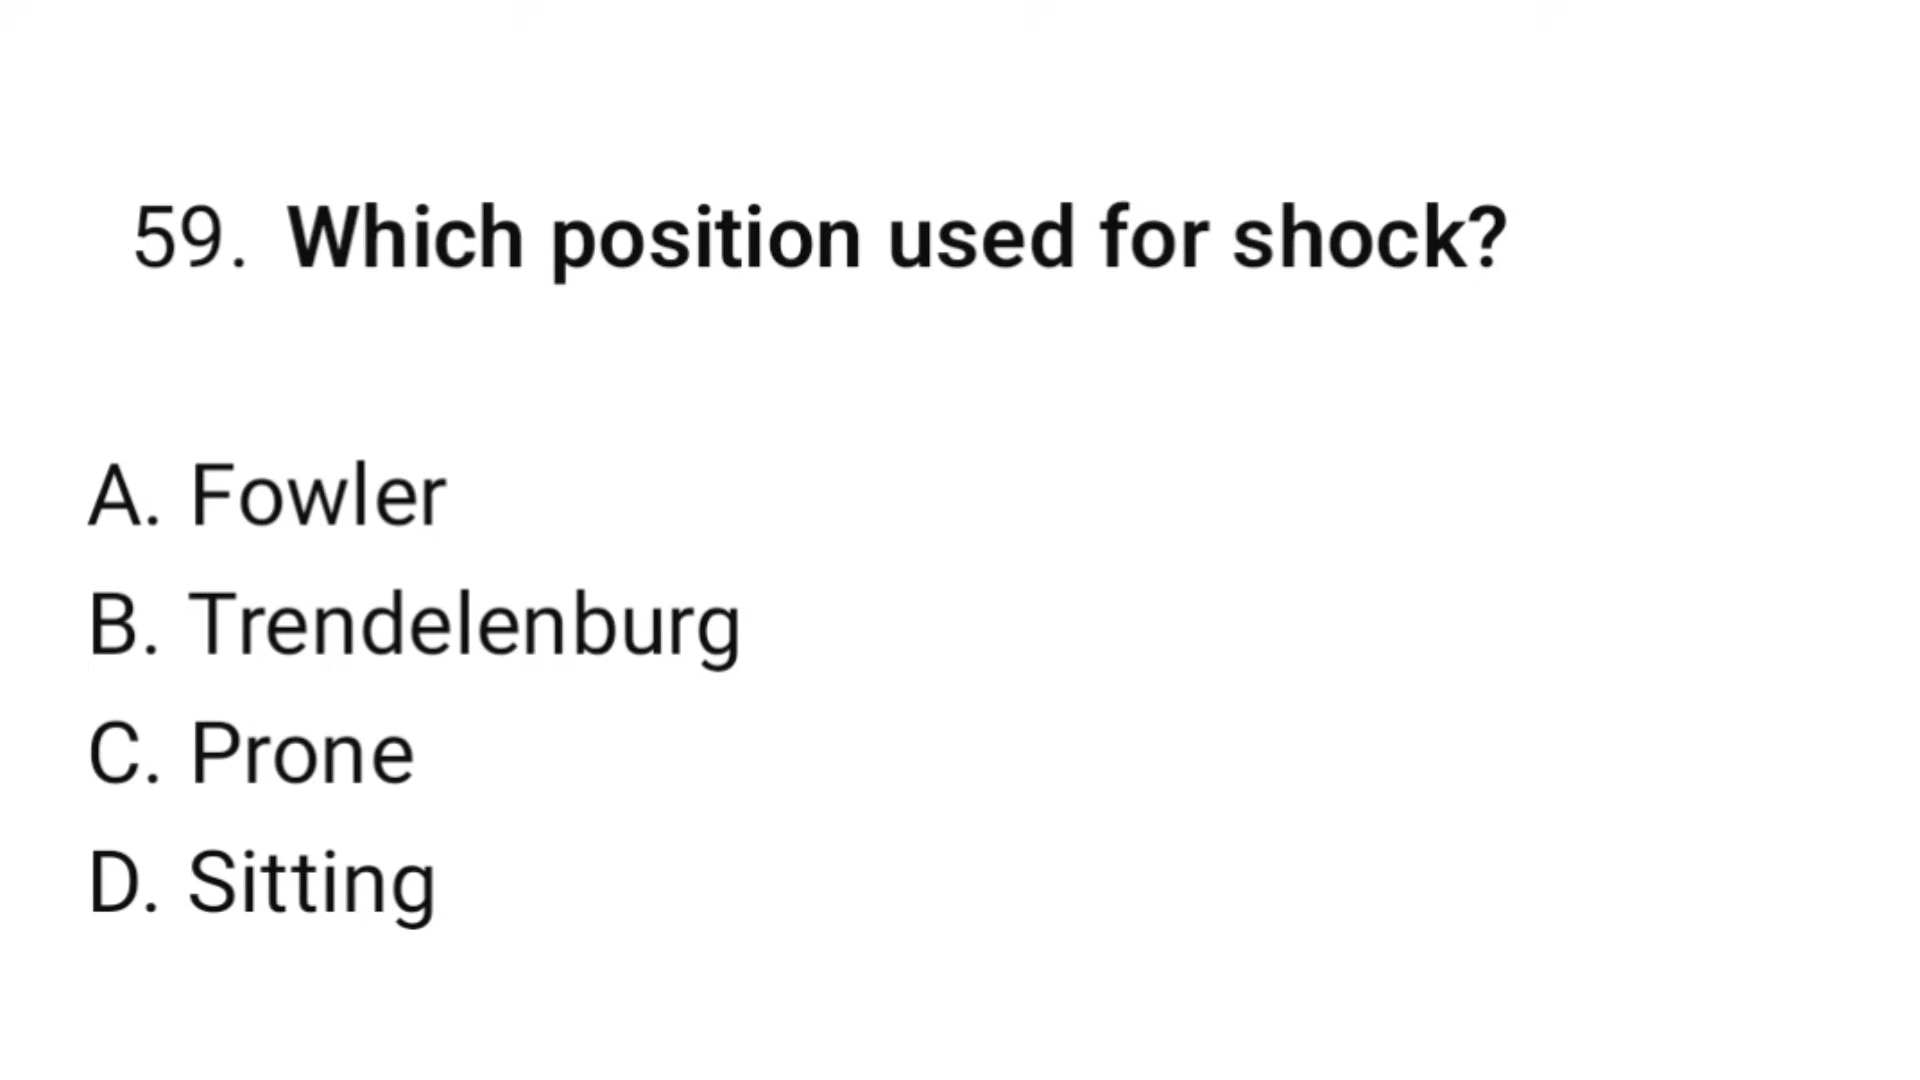 59. Which position used for shock?
A. Fowler
B. Trendelenburg
C. Prone
D. Sitting